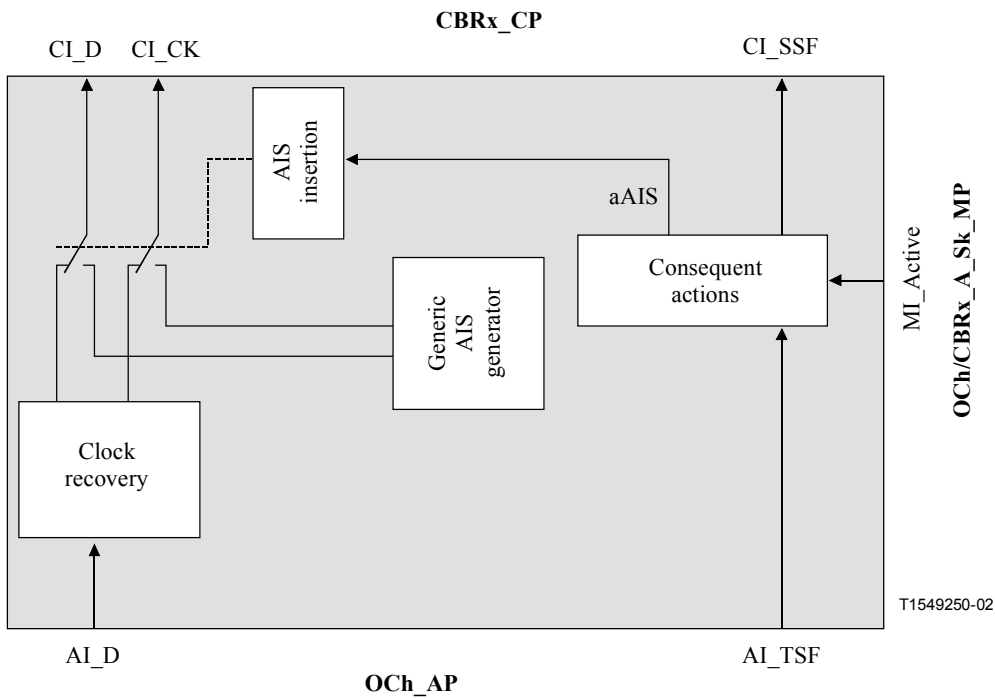 CBRx_CP
CI_D
CI_CK
CI_SSF
AIS
insertion
aAIS
Consequent
actions
MI_Active
OCh/CBRx_A_Sk_MP
Generic
AIS
generator
Clock
recovery
T1549250-02
AI_D
AI_TSF
OCh_AP